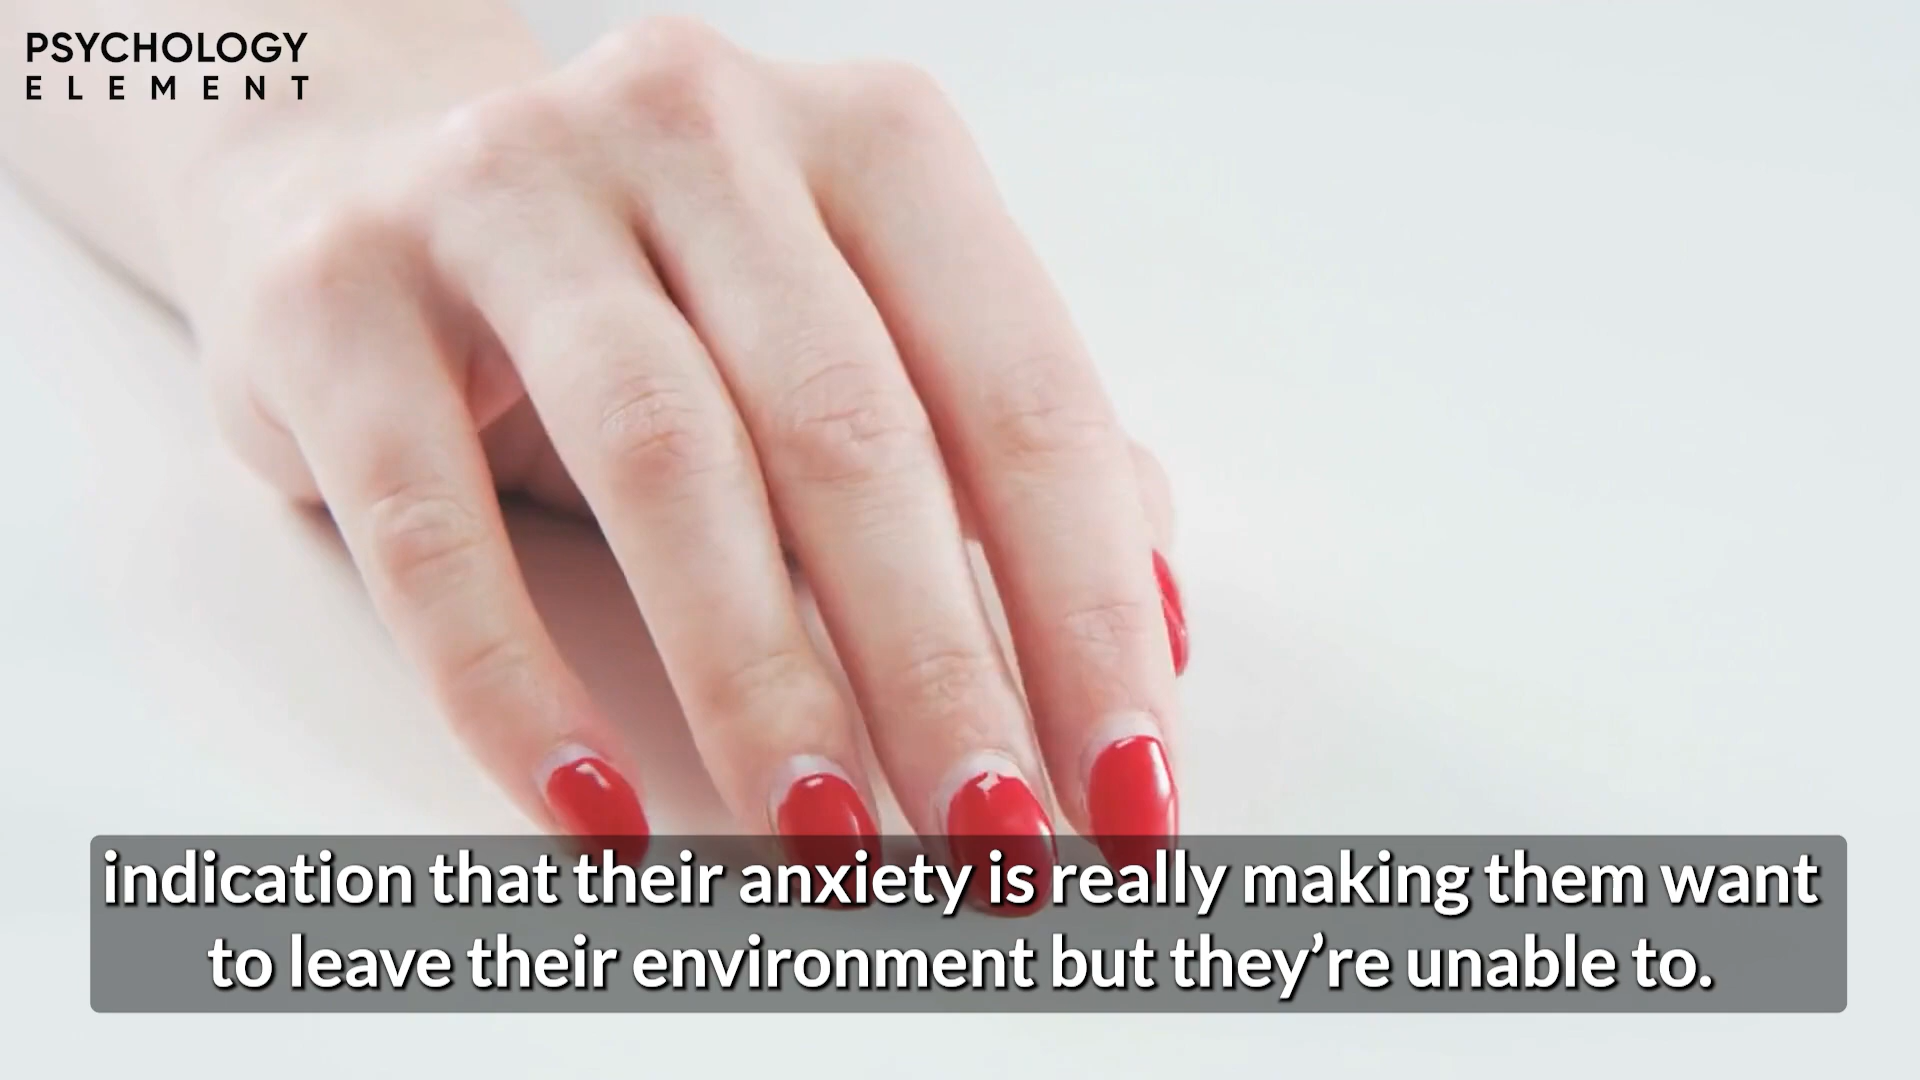 PSYCHOLOGY
ELEMENT
indication that their anxiety is really making them want
to leave their environment but they’re unable to.